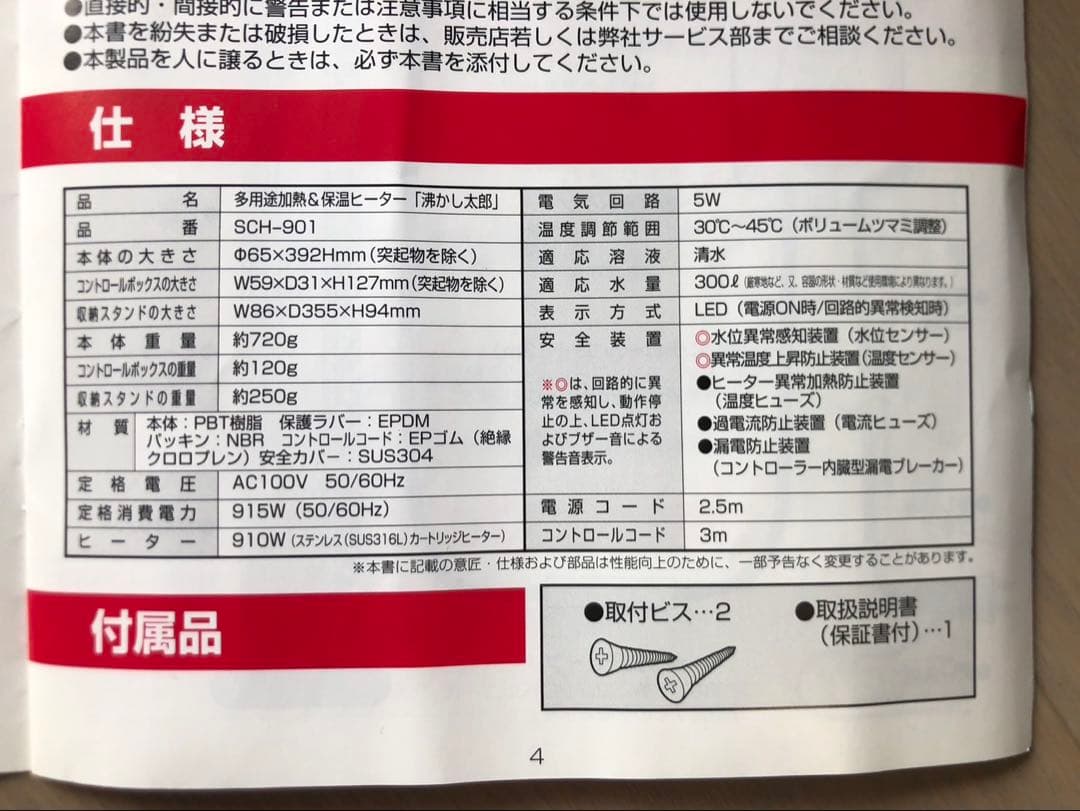 ●直接的・間接的に警告または注意事項に相当する条件下では使用しないでください。
●本書を紛失または破損したときは、販売店若しくは弊社サービス部までご相談ください。
●本製品を人に譲るときは、必ず本書を添付してください。
仕様
品名 多用途加熱&保温ヒーター「沸かし太郎」
品番 SCH-901
本体の大きさ Φ65×392Hmm（突起物を除く）
コントロールボックスの大きさ W59×D31×H127mm（突起物を除く）
収納スタンドの大きさ W86×D355×H94mm
本体重量 約720g
コントロールボックスの重量 約120g
収納スタンドの重量 約250g
材質 本体：PBT樹脂 保護ラバー：EPDM
パッキン：NBR コントロールコード：EPゴム（絶縁
クロロプレン）安全カバー：SUS304
定格電圧 AC100V 50/60Hz
定格消費電力 915W（50/60Hz）
ヒーター 910W（ステンレス（SUS316L）カートリッジヒーター）
電気回路 5W
温度調節範囲 30℃〜45℃（ボリュームツマミ調整）
適応溶液 清水
適応水量 300ℓ（厳寒地など、又、容器の形状・材質など使用環境により異なります。）
表示方式 LED（電源ON時/回路的異常検知時）
安全装置
※◎は、回路的に異
常を感知し、動作停
止の上、LED点灯お
よびブザー音による
警告音表示。
◎水位異常感知装置（水位センサー）
◎異常温度上昇防止装置（温度センサー）
●ヒーター異常加熱防止装置
（温度ヒューズ）
●過電流防止装置（電流ヒューズ）
●漏電防止装置
（コントローラー内臓型漏電ブレーカー）
電源コード 2.5m
コントロールコード 3m
※本書に記載の意匠・仕様および部品は性能向上のために、一部予告なく変更することがあります。
付属品
●取付ビス…2
●取扱説明書
（保証書付）…1
4